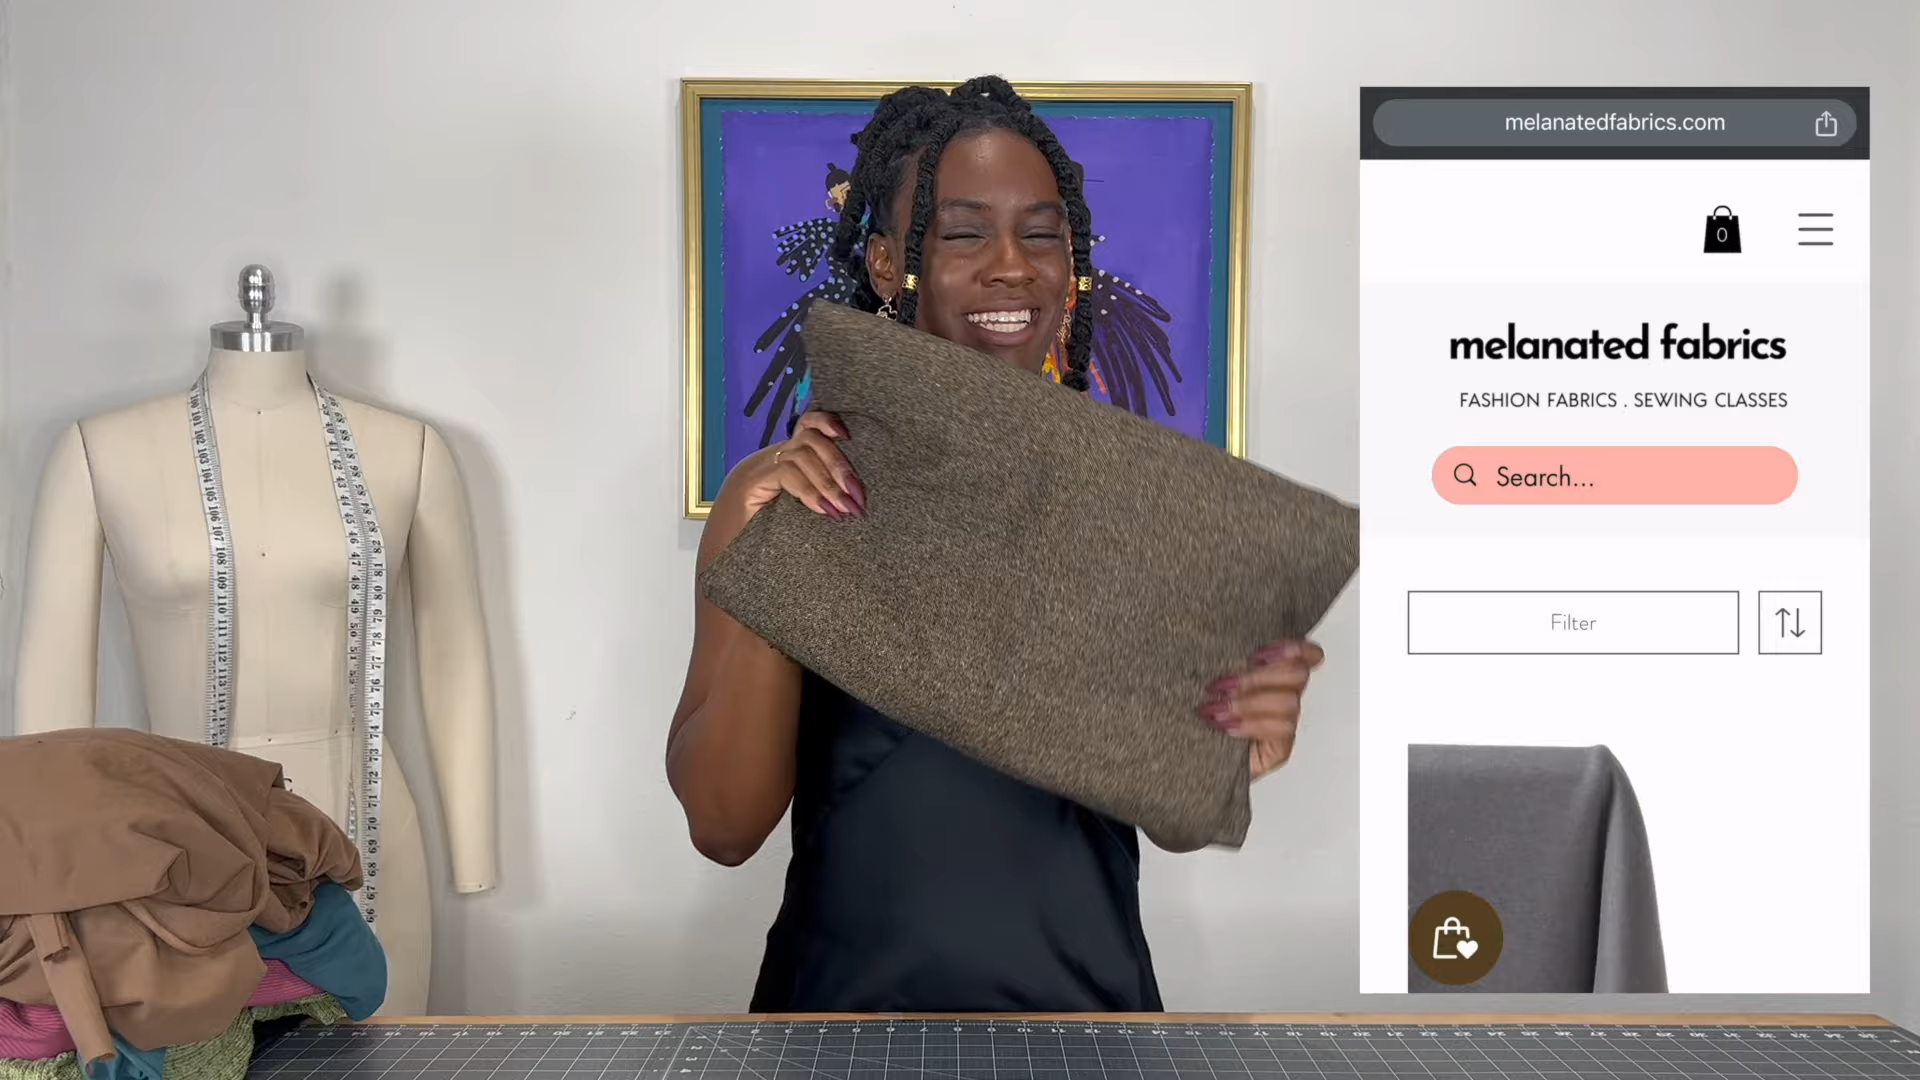 melanatedfabrics.com
0
melanated fabrics
FASHION FABRICS . SEWING CLASSES
Search...
Filter